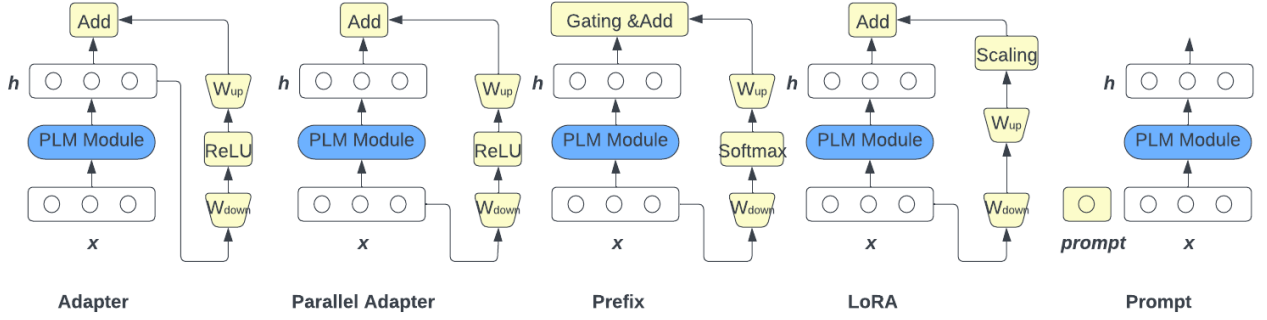 Add
h
PLM Module
x
Wup
ReLU
Wdown
Adapter
Add
h
PLM Module
x
Wup
ReLU
Wdown
Parallel Adapter
Gating &Add
h
PLM Module
x
Wup
Softmax
Wdown
Prefix
Add
h
PLM Module
x
Scaling
Wup
Wdown
LoRA
h
PLM Module
prompt
x
Prompt